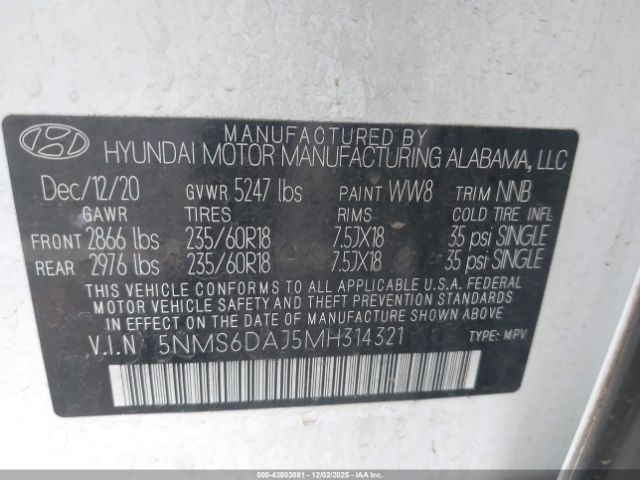 MANUFACTURED BY
HYUNDAI MOTOR MANUFACTURING ALABAMA, LLC
Dec/12/20 GVWR 5247 lbs PAINT WW8 TRIM NNB
GAWR TIRES RIMS COLD TIRE INFL
FRONT 2866 lbs 235/60R18 7.5JX18 35 psi SINGLE
REAR 2976 lbs 235/60R18 7.5JX18 35 psi SINGLE
THIS VEHICLE CONFORMS TO ALL APPLICABLE U.S.A. FEDERAL
MOTOR VEHICLE SAFETY AND THEFT PREVENTION STANDARDS
IN EFFECT ON THE DATE OF MANUFACTURE SHOWN ABOVE.
V.I.N 5NMS6DAJ5MH314321 TYPE: MPV
000-43803661 - 12/02/2025 - IAAI.COM